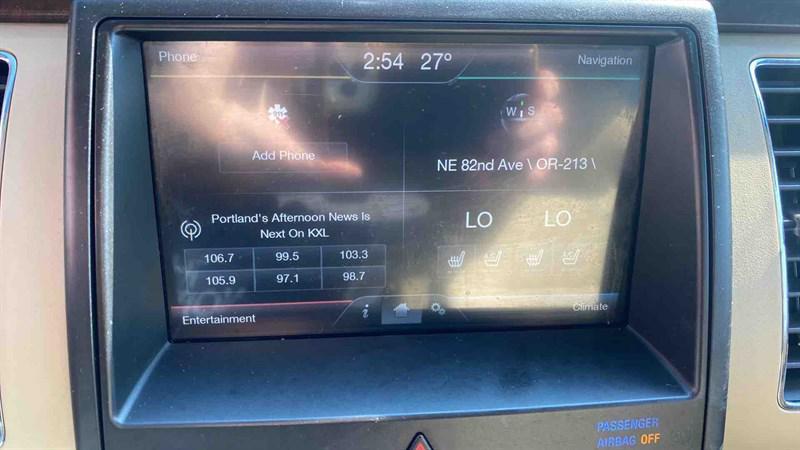 Phone
2:54 27°
Navigation
Add Phone
W S
NE 82nd Ave \ OR-213 \
Portland's Afternoon News Is
Next On KXL
LO LO
106.7 99.5 103.3
105.9 97.1 98.7
Entertainment
i
Climate
PASSENGER
AIRBAG OFF